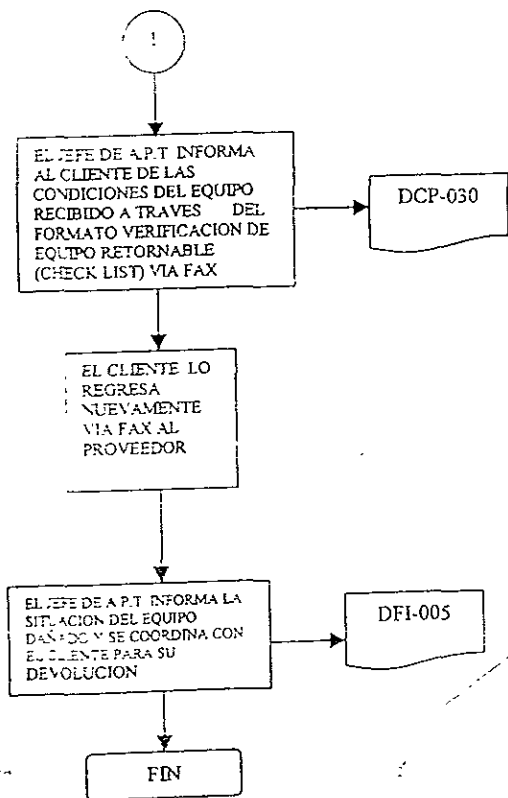 1
EL JEFE DE A.P.T INFORMA
AL CLIENTE DE LAS
CONDICIONES DEL EQUIPO
RECIBIDO A TRAVES DEL
FORMATO VERIFICACION DE
EQUIPO RETORNABLE
(CHECK LIST) VIA FAX
DCP-030
EL CLIENTE LO
REGRESA
NUEVAMENTE
VIA FAX AL
PROVEEDOR
EL JEFE DE A P.T INFORMA LA
SITUACION DEL EQUIPO
DAÑADO Y SE COORDINA CON
EL CLIENTE PARA SU
DEVOLUCION
DFI-005
FIN